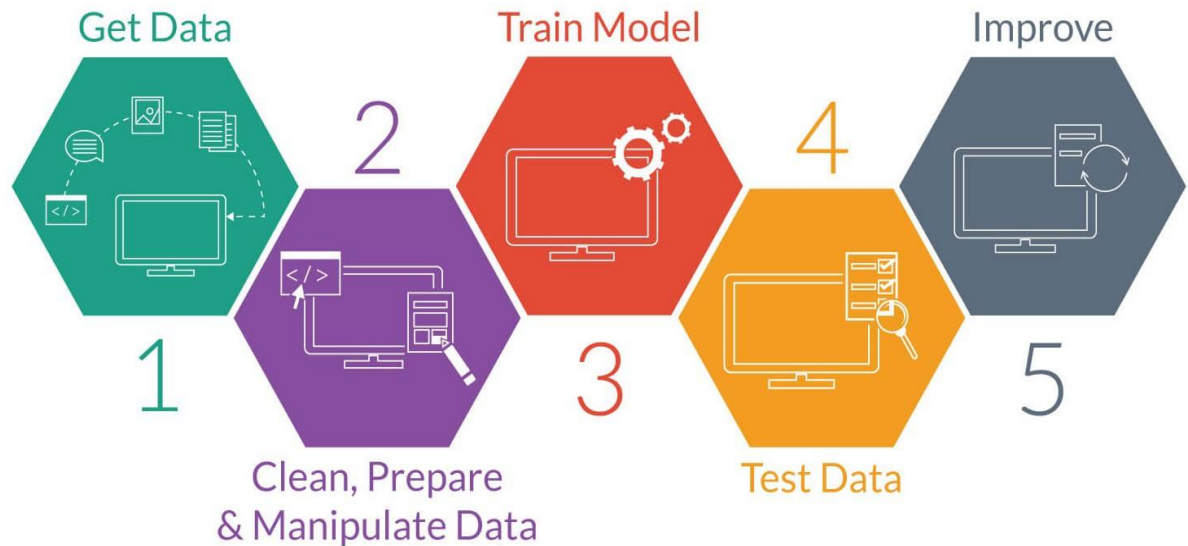 Get Data
1
2
Clean, Prepare
& Manipulate Data
Train Model
3
4
Test Data
Improve
5
</>
</>